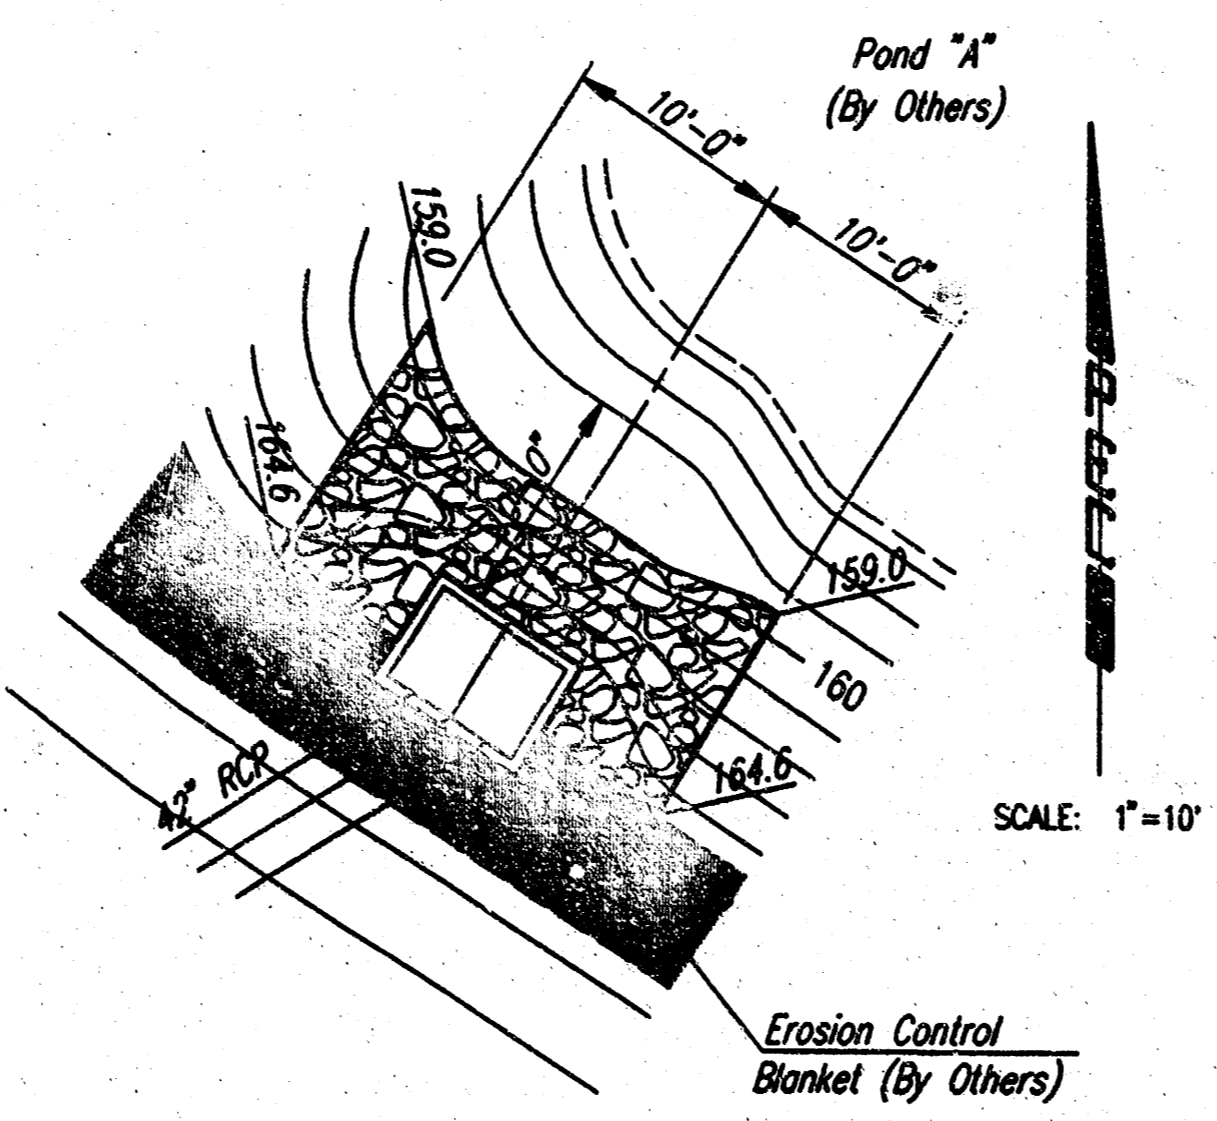 Pond "A"
(By Others)
10'-0"
10'-0"
159.0
164.6
159.0
160
164.6
42" RCP
SCALE: 1"=10'
Erosion Control
Blanket (By Others)